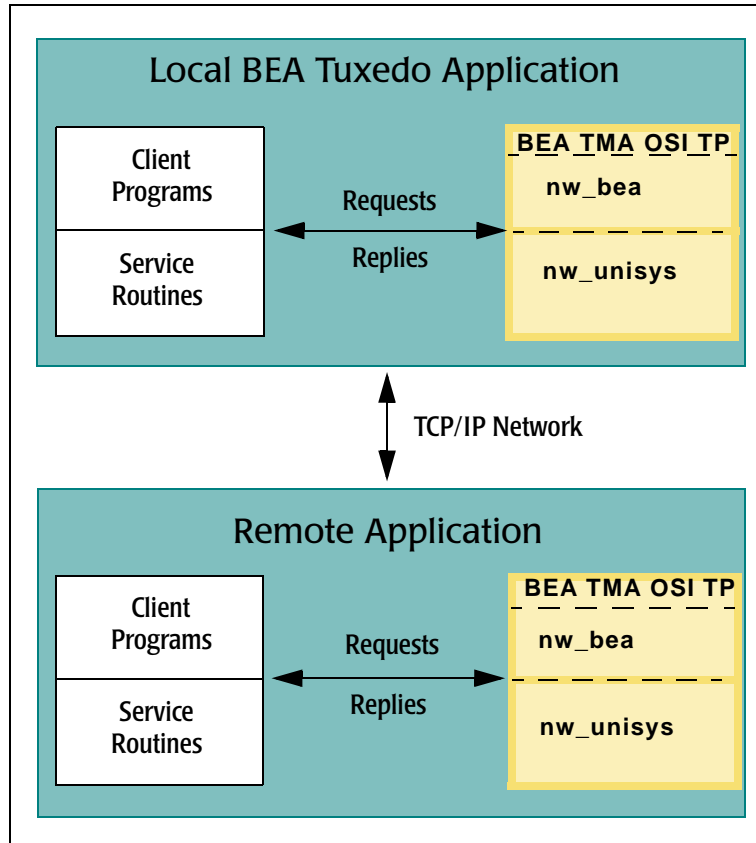 Local BEA Tuxedo Application
Client
Programs
Service
Routines
Requests
Replies
BEA TMA OSI TP
nw_bea
nw_unisys
TCP/IP Network
Remote Application
Client
Programs
Service
Routines
Requests
Replies
BEA TMA OSI TP
nw_bea
nw_unisys